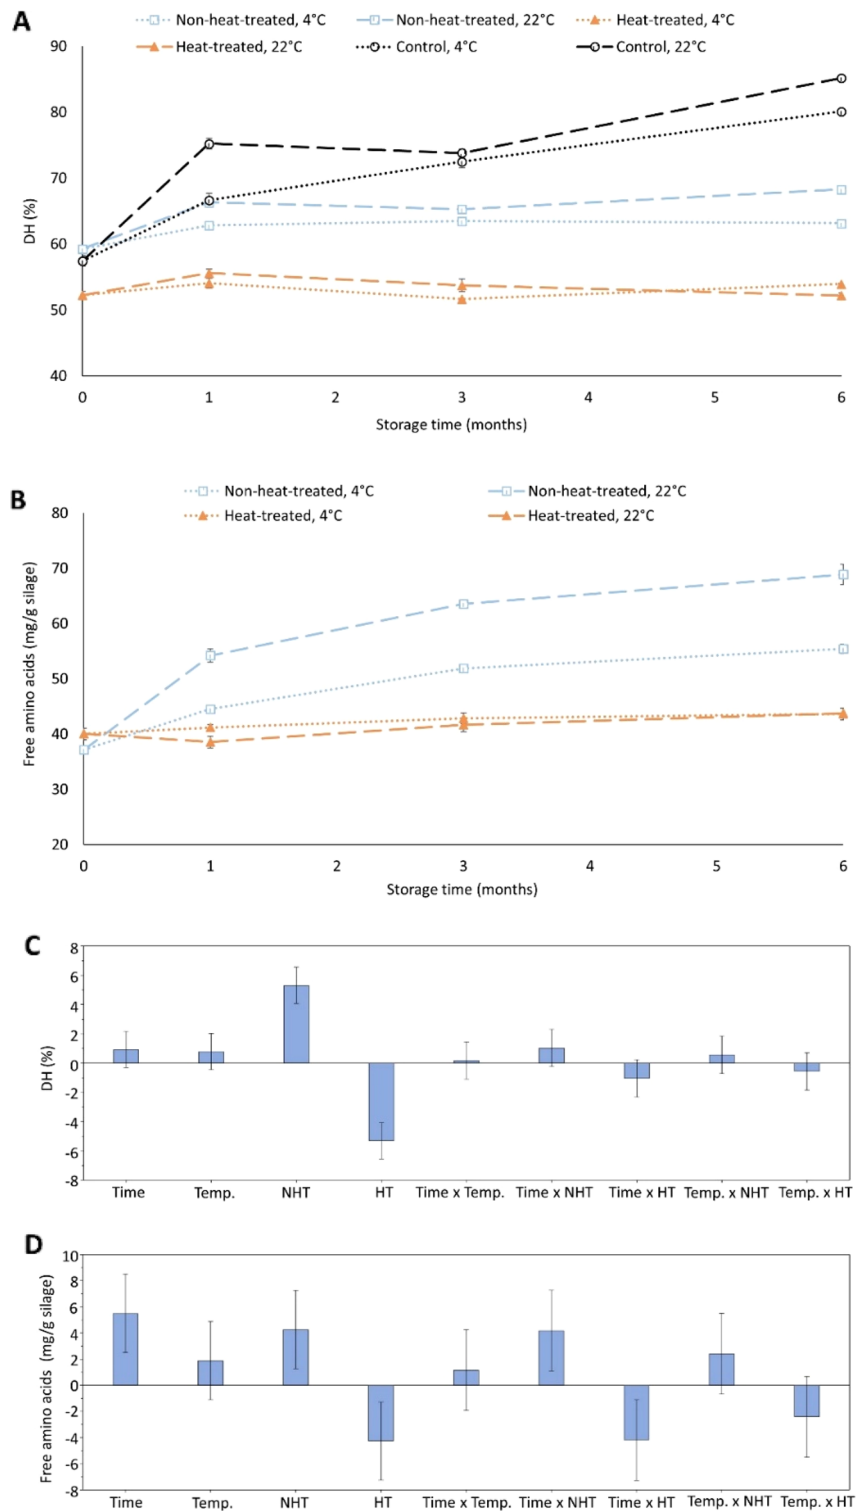 A
Non-heat-treated, 4°C
Non-heat-treated, 22°C
Heat-treated, 4°C
Heat-treated, 22°C
Control, 4°C
Control, 22°C
90
80
70
60
50
40
DH (%)
0 1 2 3 4 5 6
Storage time (months)
B
Non-heat-treated, 4°C
Non-heat-treated, 22°C
Heat-treated, 4°C
Heat-treated, 22°C
80
70
60
50
40
30
20
Free amino acids (mg/g silage)
0 1 2 3 4 5 6
Storage time (months)
C
8
6
4
2
0
-2
-4
-6
-8
DH (%)
Time Temp. NHT HT Time x Temp. Time x NHT Time x HT Temp. x NHT Temp. x HT
D
10
8
6
4
2
0
-2
-4
-6
-8
Free amino acids (mg/g silage)
Time Temp. NHT HT Time x Temp. Time x NHT Time x HT Temp. x NHT Temp. x HT